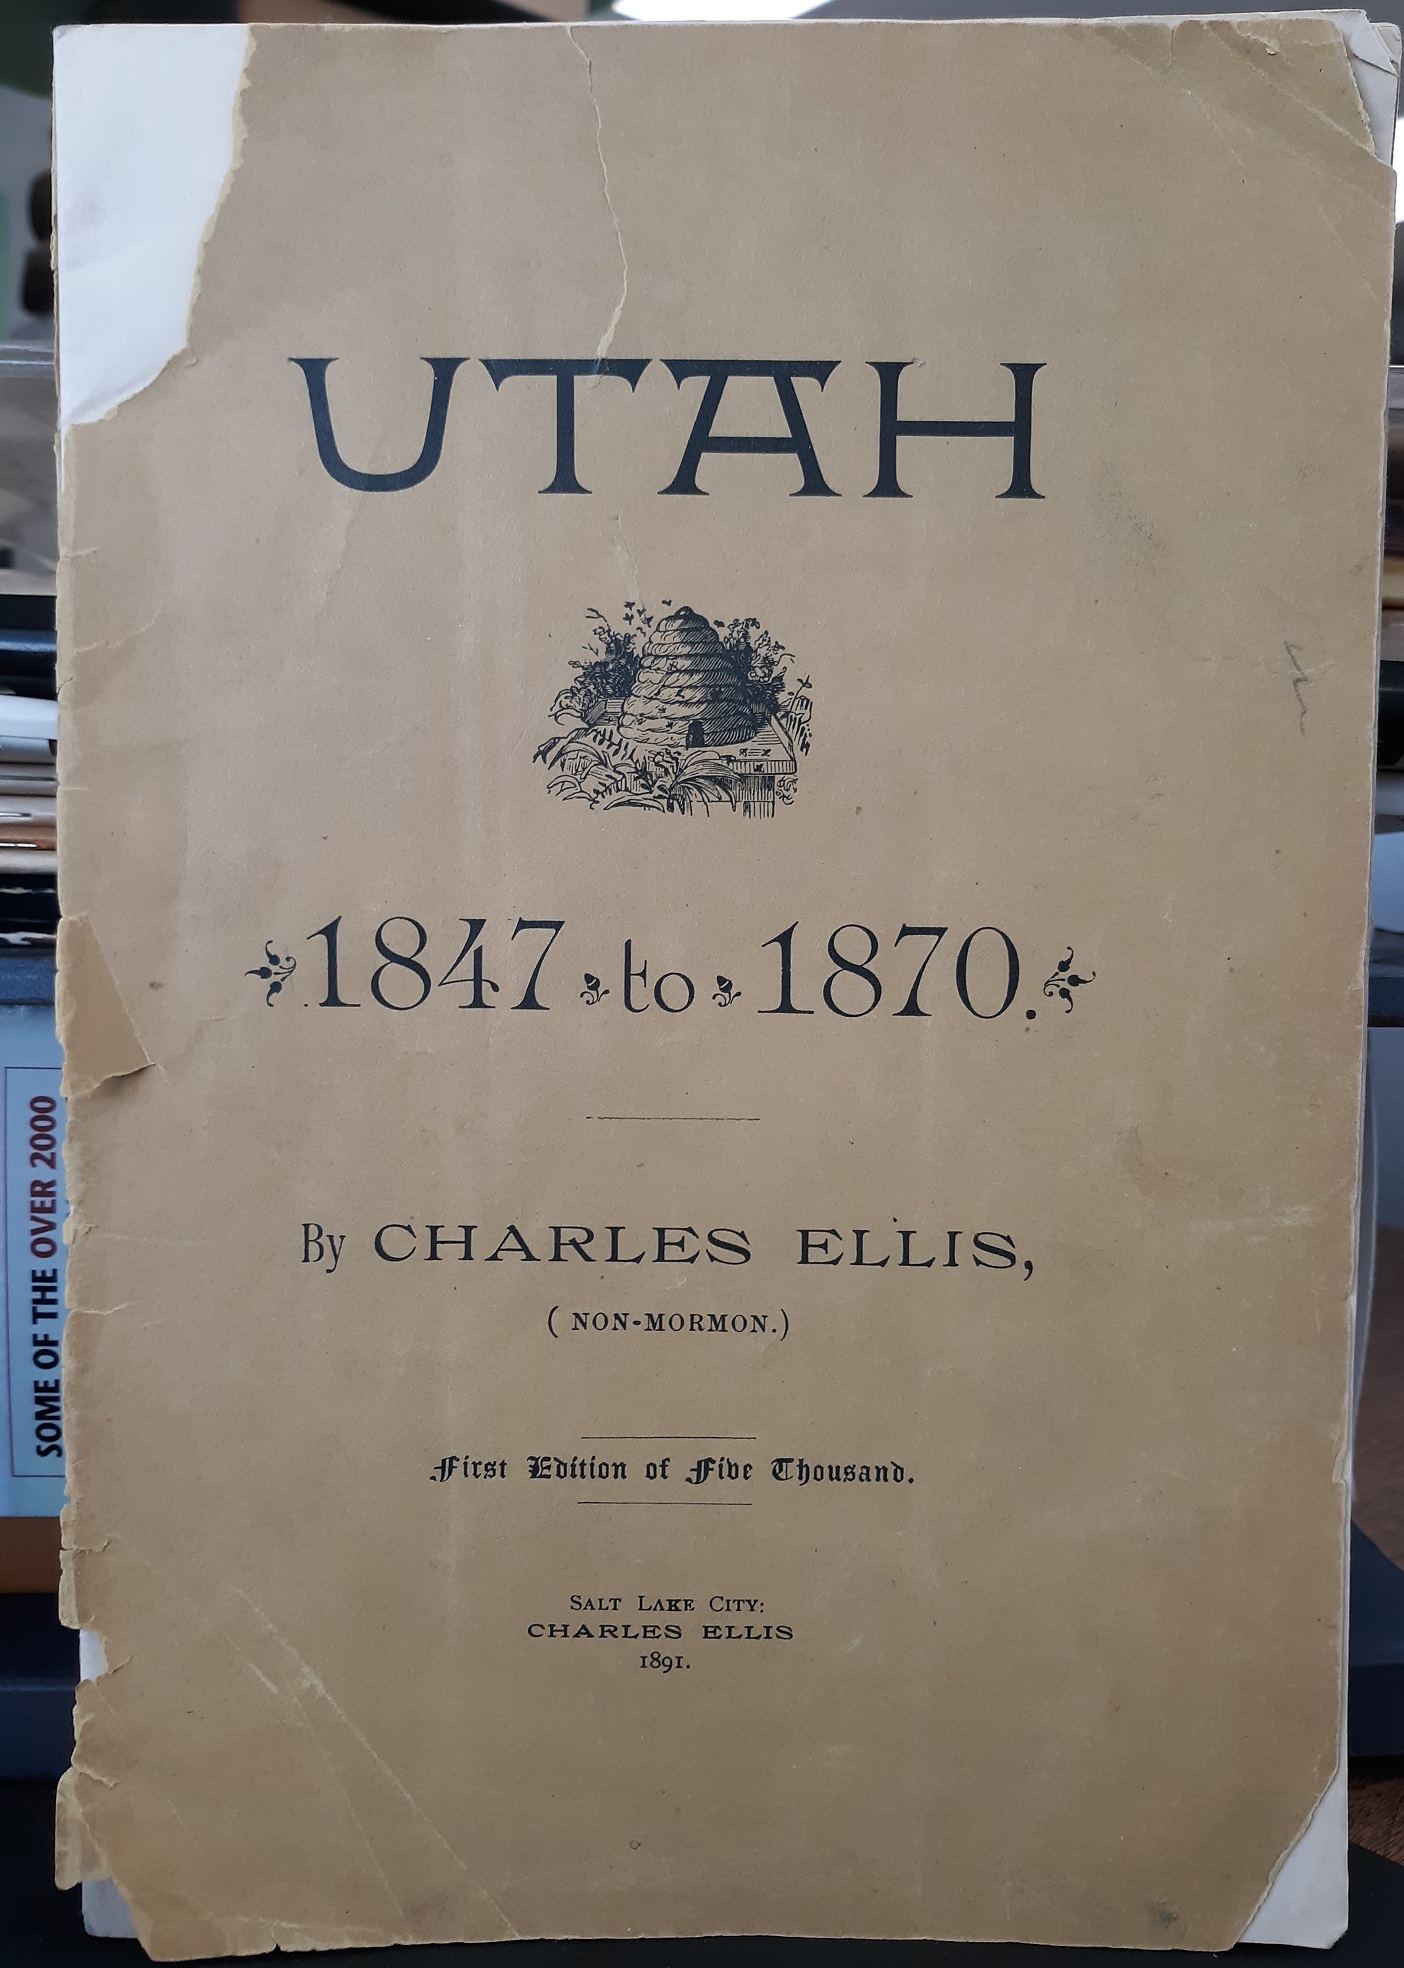 UTAH
1847 to 1870.
By CHARLES ELLIS,
( NON-MORMON.)
First Edition of Five Thousand.
SALT LAKE CITY:
CHARLES ELLIS
1891.
SOME OF THE OVER 2000